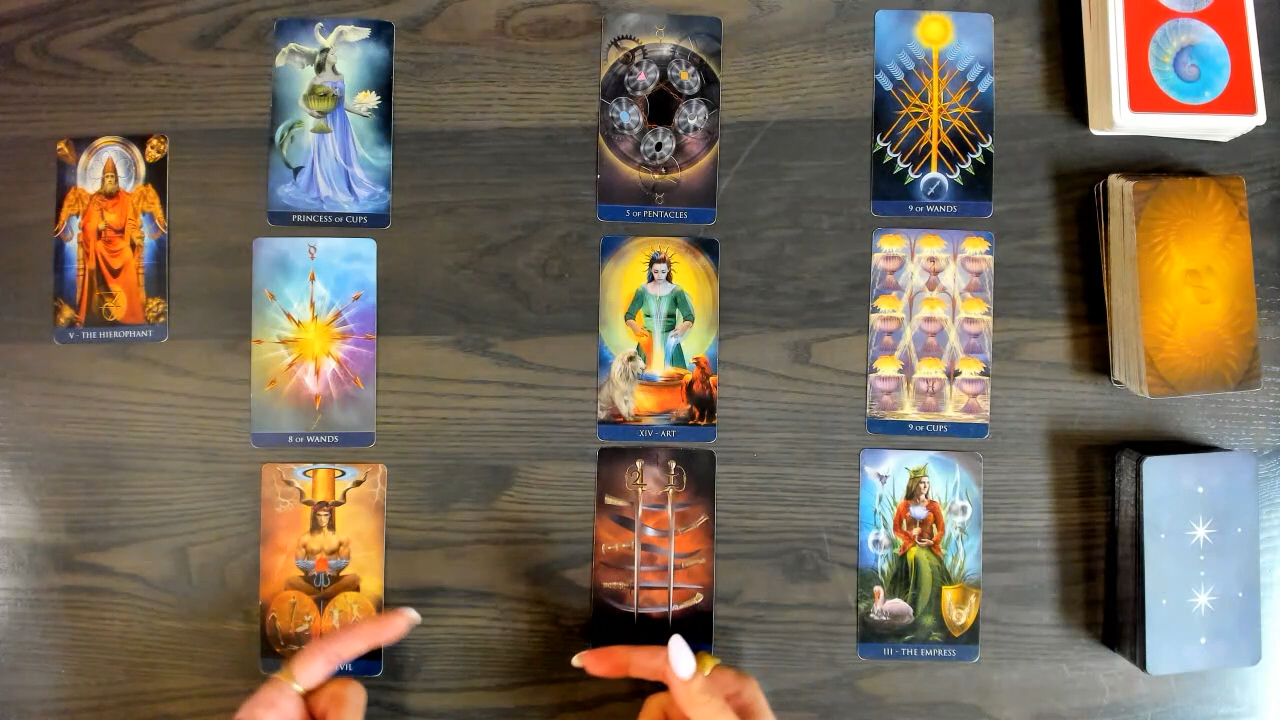 PRINCESS OF CUPS
5 OF PENTACLES
9 OF WANDS
V - THE HIEROPHANT
8 OF WANDS
XIV - ART
9 OF CUPS
III - THE EMPRESS